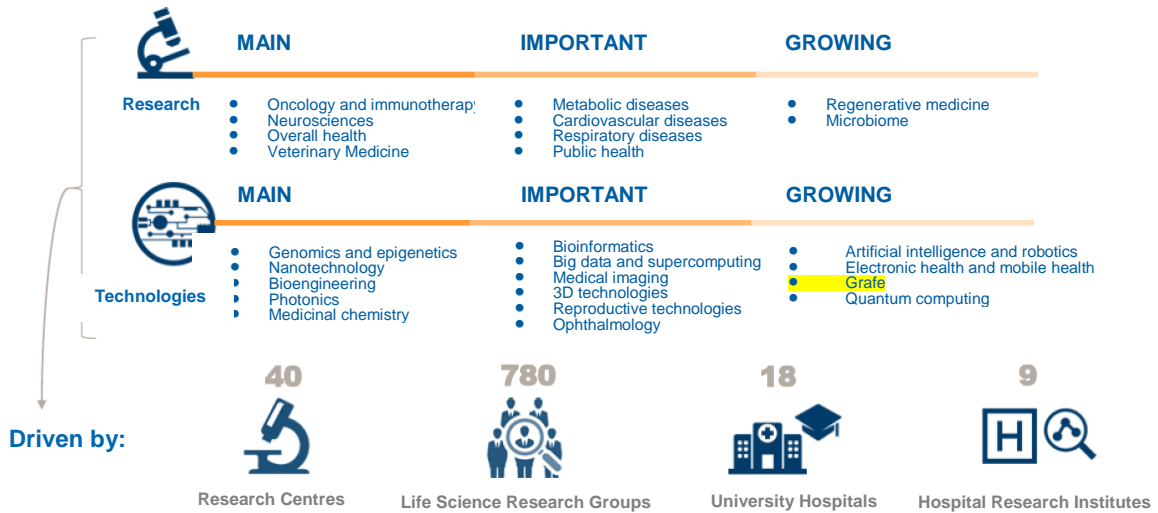 MAIN IMPORTANT GROWING
Research
● Oncology and immunotherapy
● Neurosciences
● Overall health
● Veterinary Medicine
● Metabolic diseases
● Cardiovascular diseases
● Respiratory diseases
● Public health
● Regenerative medicine
● Microbiome
MAIN IMPORTANT GROWING
Technologies
● Genomics and epigenetics
● Nanotechnology
● Bioengineering
● Photonics
● Medicinal chemistry
● Bioinformatics
● Big data and supercomputing
● Medical imaging
● 3D technologies
● Reproductive technologies
● Ophthalmology
● Artificial intelligence and robotics
● Electronic health and mobile health
● Grafe
● Quantum computing
Driven by:
40
Research Centres
780
Life Science Research Groups
18
University Hospitals
9
H
Hospital Research Institutes